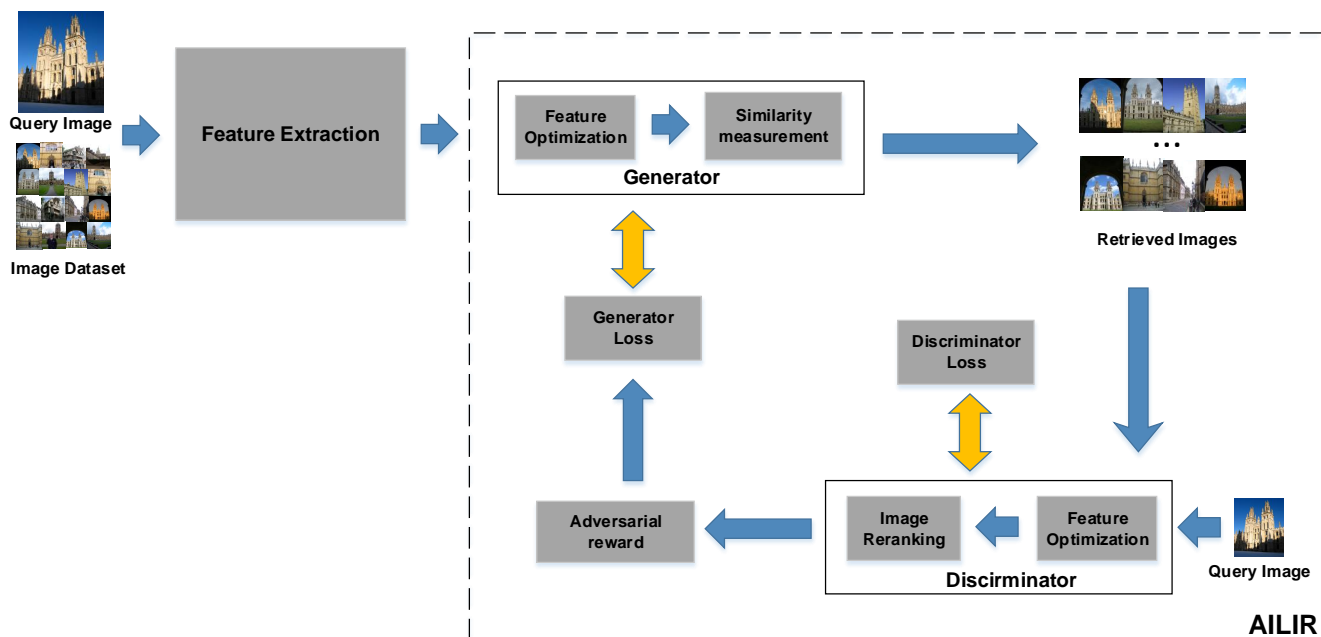 Query Image
Image Dataset
Feature Extraction
Feature
Optimization
Similarity
measurement
Generator
...
Retrieved Images
Generator
Loss
Discriminator
Loss
Adversarial
reward
Image
Reranking
Feature
Optimization
Discirminator
Query Image
AILIR